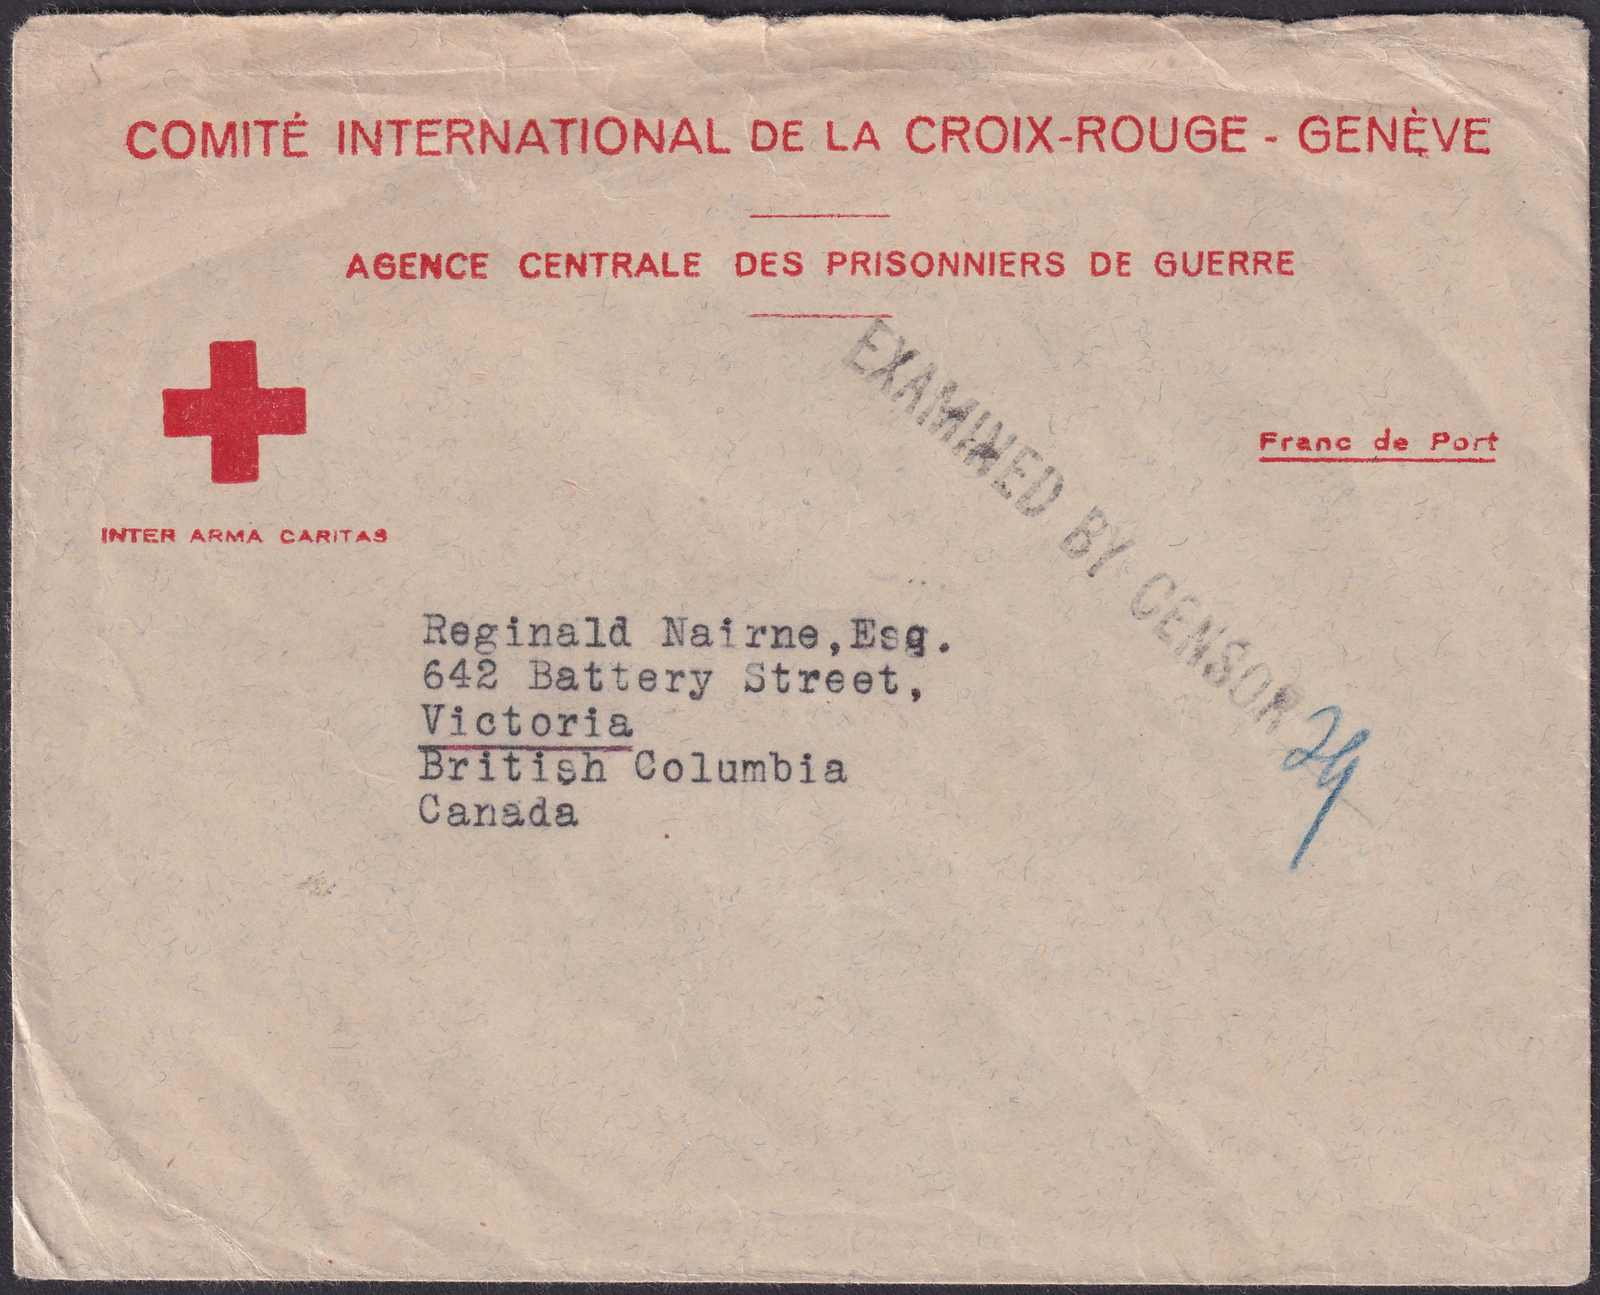 COMITÉ INTERNATIONAL DE LA CROIX-ROUGE - GENÈVE
AGENCE CENTRALE DES PRISONNIERS DE GUERRE
EXAMINED BY CENSOR
Franc de Port
INTER ARMA CARITAS
Reginald Nairne,Esq.
642 Battery Street,
Victoria
British Columbia
Canada